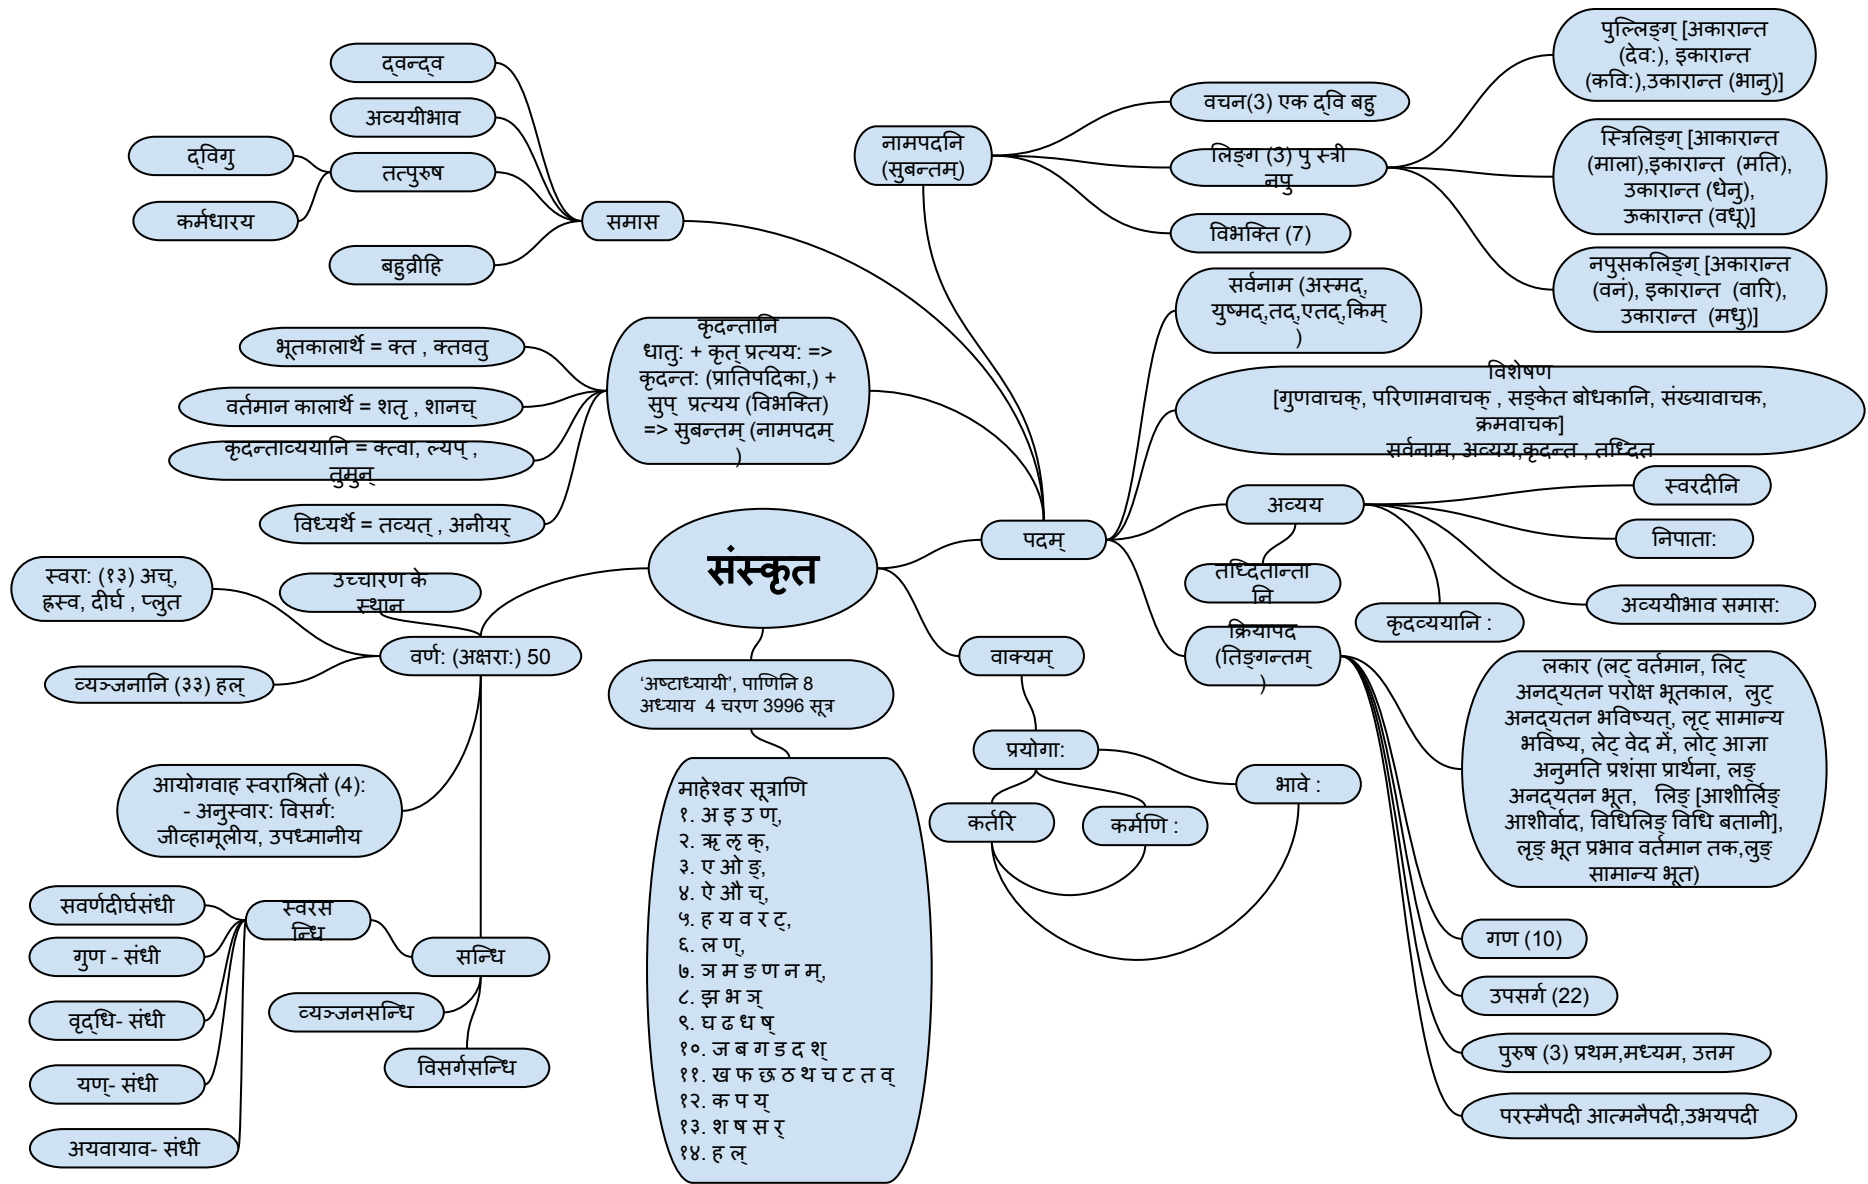 संस्कृत
पदम्
समास
द्वन्द्व
अव्ययीभाव
तत्पुरुष
द्विगु
कर्मधारय
बहुव्रीहि
कृदन्तानि
धातु: + कृत् प्रत्यय: =>
कृदन्त: (प्रातिपदिका,) +
सुप्  प्रत्यय (विभक्ति)
=> सुबन्तम् (नामपदम्
)
भूतकालार्थे = क्त , क्तवतु
वर्तमान कालार्थे = शतृ , शानच्
कृदन्ताव्ययानि = क्त्वा, ल्यप् ,
तुमुन्
विध्यर्थे = तव्यत् , अनीयर्
नामपदनि
(सुबन्तम्)
वचन(3) एक द्वि बहु
लिङ्ग (3) पु स्त्री
नपु
विभक्ति (7)
पुल्लिङ्ग् [अकारान्त
(देव:), इकारान्त
(कवि:),उकारान्त (भानु)]
स्त्रिलिङ्ग् [आकारान्त
(माला),इकारान्त  (मति),
उकारान्त (धेनु),
ऊकारान्त (वधू)]
नपुसकलिङ्ग् [अकारान्त
(वनं), इकारान्त  (वारि),
उकारान्त  (मधु)]
सर्वनाम (अस्मद्,
युष्मद्,तद्,एतद्,किम्
)
विशेषण
[गुणवाचक्, परिणामवाचक् , सङ्केत बोधकानि, संख्यावाचक,
क्रमवाचक]
सर्वनाम, अव्यय,कृदन्त , तध्दित
अव्यय
स्वरदीनि
निपाता:
अव्ययीभाव समास:
कृदव्ययानि :
तध्दितान्ता
नि
क्रियापद
(तिङ्गन्तम्
)
लकार (लट् वर्तमान, लिट्
अनद्यतन परोक्ष भूतकाल,  लुट्
अनद्यतन भविष्यत्, लृट् सामान्य
भविष्य, लेट् वेद में, लोट् आज्ञा
अनुमति प्रशंसा प्रार्थना, लङ्
अनद्यतन भूत,   लिङ् [आशीर्लिङ्
आशीर्वाद, विधिलिङ् विधि बतानी],
लृङ् भूत प्रभाव वर्तमान तक,लुङ्
सामान्य भूत)
गण (10)
उपसर्ग (22)
पुरुष (3) प्रथम,मध्यम, उत्तम
परस्मैपदी आत्मनैपदी,उभयपदी
वाक्यम्
प्रयोगा:
कर्तरि
कर्मणि :
भावे :
‘अष्टाध्यायी’, पाणिनि 8
अध्याय  4 चरण 3996 सूत्र
माहेश्वर सूत्राणि
१. अ इ उ ण्,
२. ऋ ऌ क्,
३. ए ओ ङ्,
४. ऐ औ च्,
५. ह य व र ट्,
६. ल ण्,
७. ञ म ङ ण न म्,
८. झ भ ञ्
९. घ ढ ध ष्
१०. ज ब ग ड द श्
११. ख फ छ ठ थ च ट त व्
१२. क प य्
१३. श ष स र्
१४. ह ल्
वर्ण: (अक्षरा:) 50
उच्चारण के
स्थान
स्वरा: (१३) अच्,
ह्रस्व, दीर्घ , प्लुत
व्यञ्जनानि (३३) हल्
आयोगवाह स्वराश्रितौ (4):
- अनुस्वार: विसर्ग:
जीव्हामूलीय, उपध्मानीय
सन्धि
स्वरस
न्धि
सवर्णदीर्घसंधी
गुण - संधी
वृद्धि- संधी
यण्- संधी
अयवायाव- संधी
व्यञ्जनसन्धि
विसर्गसन्धि